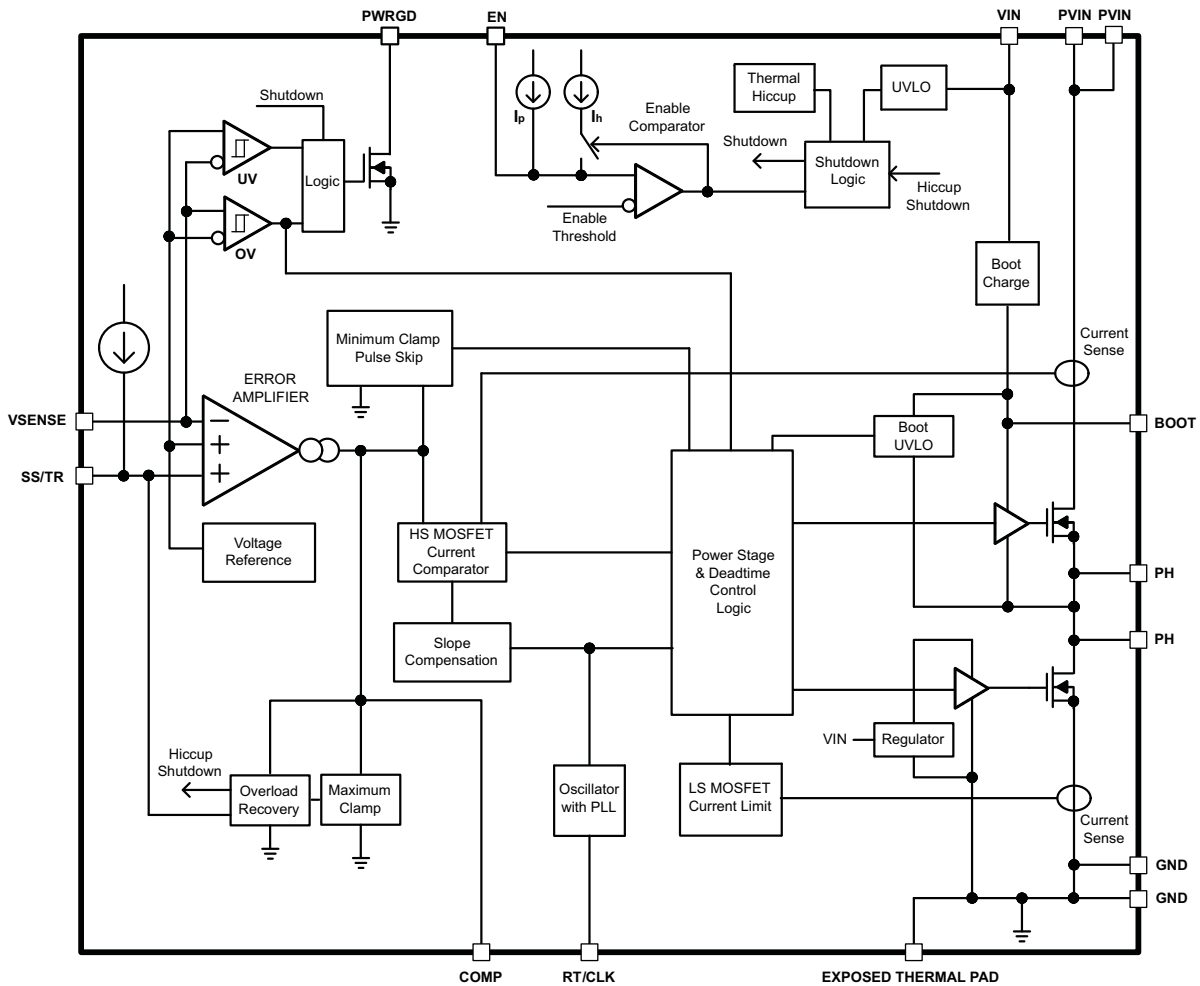 PWRGD
EN
VIN
PVIN
PVIN
Shutdown
Ip
Ih
Enable
Comparator
Thermal
Hiccup
UVLO
UV
Logic
Shutdown
Shutdown
Logic
Hiccup
Shutdown
Enable
Threshold
OV
Boot
Charge
Minimum Clamp
Pulse Skip
Current
Sense
ERROR
AMPLIFIER
VSENSE
−
+
+
SS/TR
Boot
UVLO
BOOT
Voltage
Reference
HS MOSFET
Current
Comparator
Power Stage
& Deadtime
Control
Logic
PH
Slope
Compensation
PH
VIN
Regulator
Hiccup
Shutdown
Overload
Recovery
Maximum
Clamp
Oscillator
with PLL
LS MOSFET
Current Limit
Current
Sense
GND
GND
COMP
RT/CLK
EXPOSED THERMAL PAD